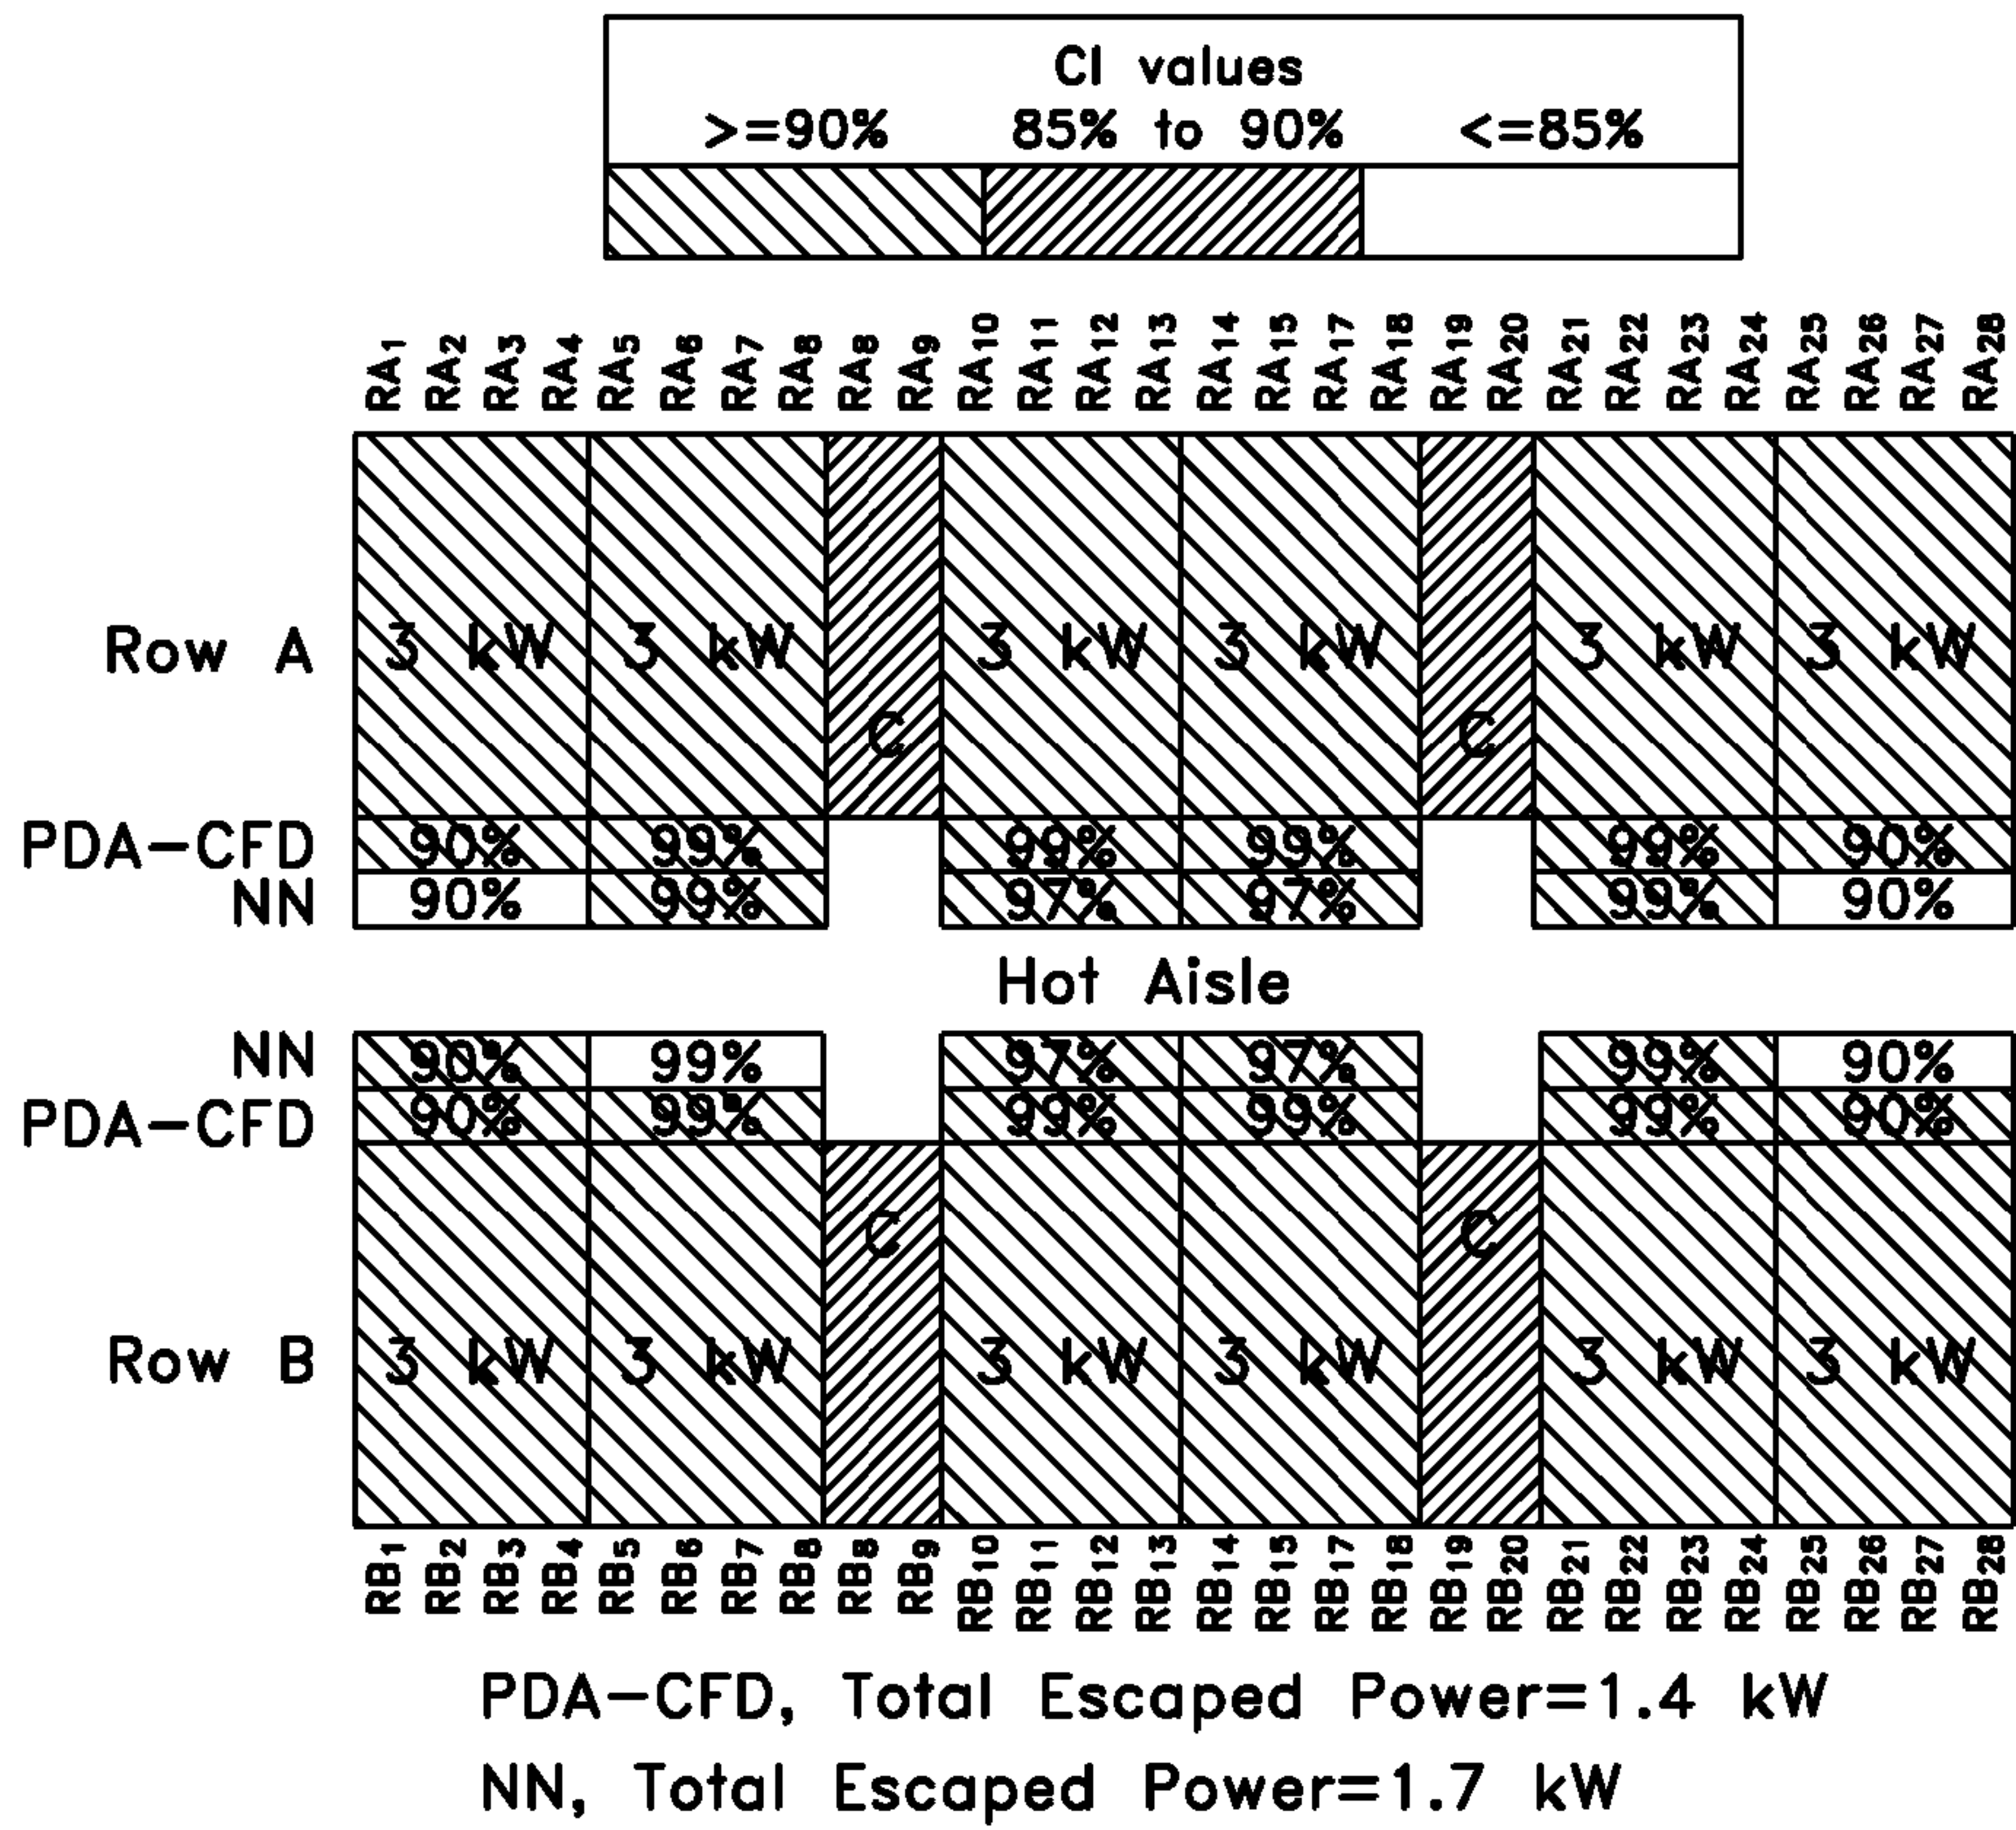 CI values
>=90% 85% to 90% <=85%
RA1 RA2 RA3 RA4 RA5 RA6 RA7 RA8 RA8 RA9 RA10 RA11 RA12 RA13 RA14 RA15 RA17 RA18 RA19 RA20 RA21 RA22 RA23 RA24 RA25 RA26 RA27 RA28
Row A 3 kW 3 kW 3 kW 3 kW 3 kW 3 kW
C C
PDA-CFD 90% 99% 99% 99% 99% 90%
NN 90% 99% 97% 97% 99% 90%
Hot Aisle
NN 90% 99% 97% 97% 99% 90%
PDA-CFD 90% 99% 99% 99% 99% 90%
C C
Row B 3 kW 3 kW 3 kW 3 kW 3 kW 3 kW
RB1 RB2 RB3 RB4 RB5 RB6 RB7 RB8 RB8 RB9 RB10 RB11 RB12 RB13 RB14 RB15 RB17 RB18 RB19 RB20 RB21 RB22 RB23 RB24 RB25 RB26 RB27 RB28
PDA-CFD, Total Escaped Power=1.4 kW
NN, Total Escaped Power=1.7 kW